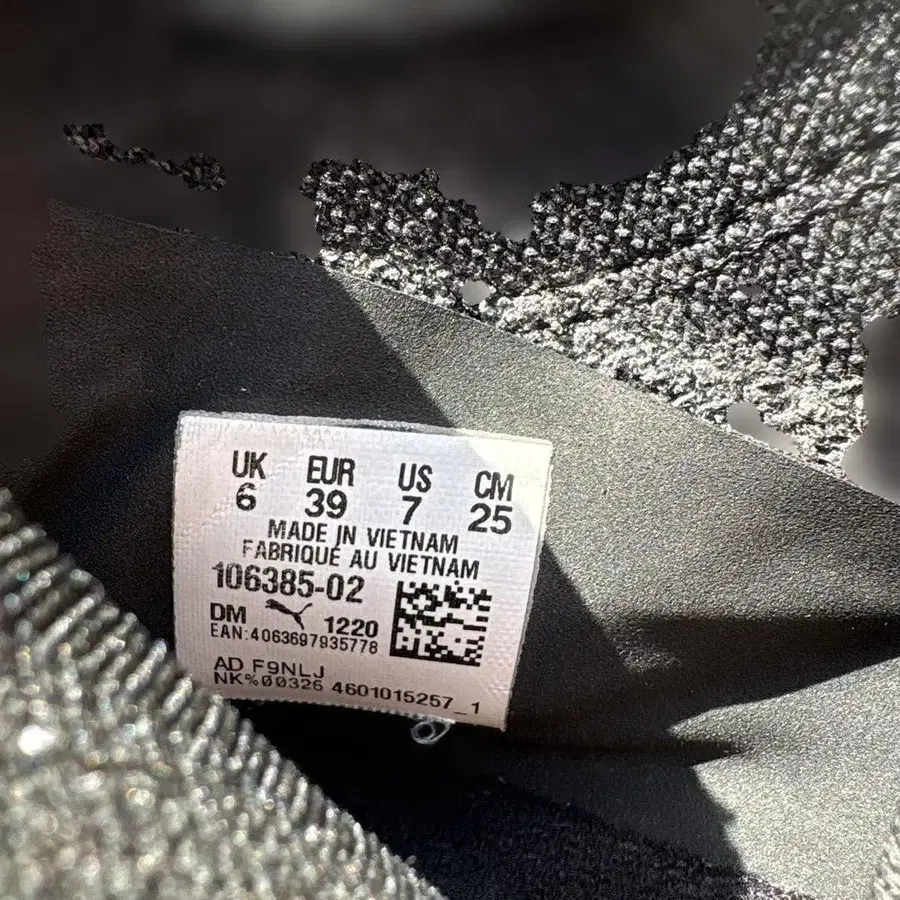 UK EUR US CM
6 39 7 25
MADE IN VIETNAM
FABRIQUÉ AU VIETNAM
106385-02
DM 1220
EAN:4063697935778
AD F9NLJ
NK%00326 4601015257_1